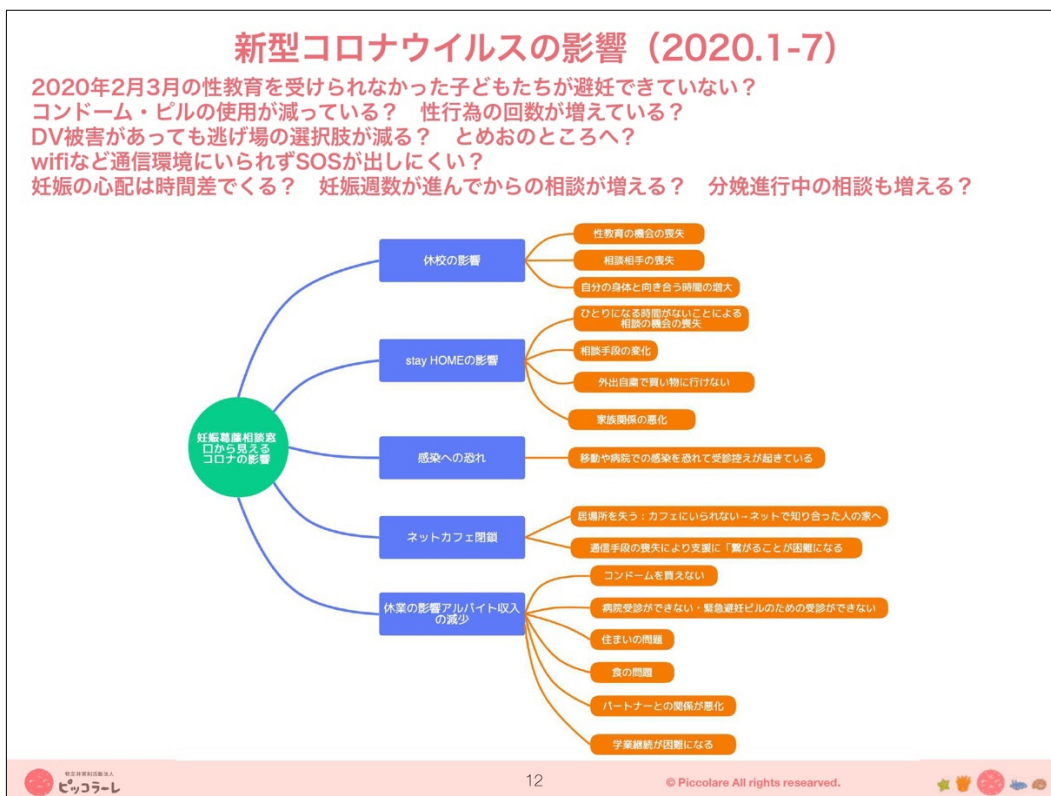 新型コロナウイルスの影響（2020.1-7）
2020年2月3月の性教育を受けられなかった子どもたちが避妊できていない？
コンドーム・ピルの使用が減っている？　性行為の回数が増えている？
DV被害があっても逃げ場の選択肢が減る？　とめおのところへ？
wifiなど通信環境にいられずSOSが出しにくい？
妊娠の心配は時間差でくる？　妊娠週数が進んでからの相談が増える？　分娩進行中の相談も増える？
妊娠葛藤相談窓
口から見える
コロナの影響
休校の影響
性教育の機会の喪失
相談相手の喪失
自分の身体と向き合う時間の増大
stay HOMEの影響
ひとりになる時間がないことによる
相談の機会の喪失
相談手段の変化
外出自粛で買い物に行けない
家族関係の悪化
感染への恐れ
移動や病院での感染を恐れて受診控えが起きている
ネットカフェ閉鎖
居場所を失う：カフェにいられない→ネットで知り合った人の家へ
通信手段の喪失により支援に「繋がることが困難になる
休業の影響アルバイト収入
の減少
コンドームを買えない
病院受診ができない・緊急避妊ピルのための受診ができない
住まいの問題
食の問題
パートナーとの関係が悪化
学業継続が困難になる
特定非営利活動法人
ピッコラーレ
12
© Piccolare All rights researved.